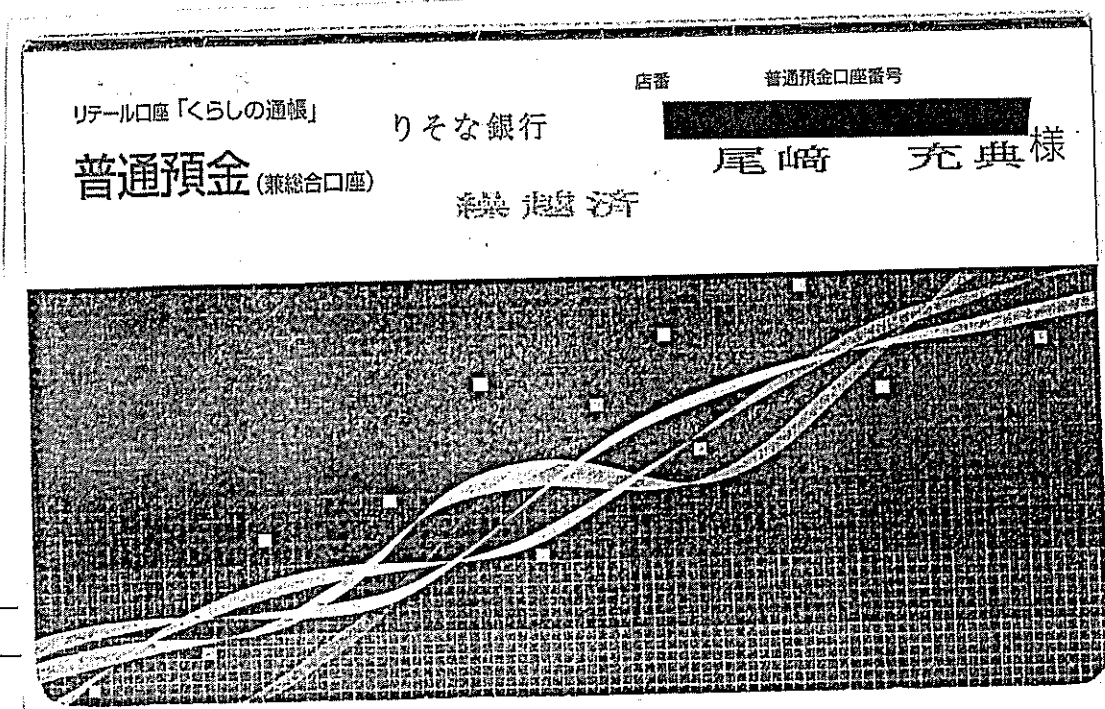 店番 普通預金口座番号
リテール口座「くらしの通帳」
りそな銀行
尾﨑 充典様
普通預金(兼総合口座)
繰越済